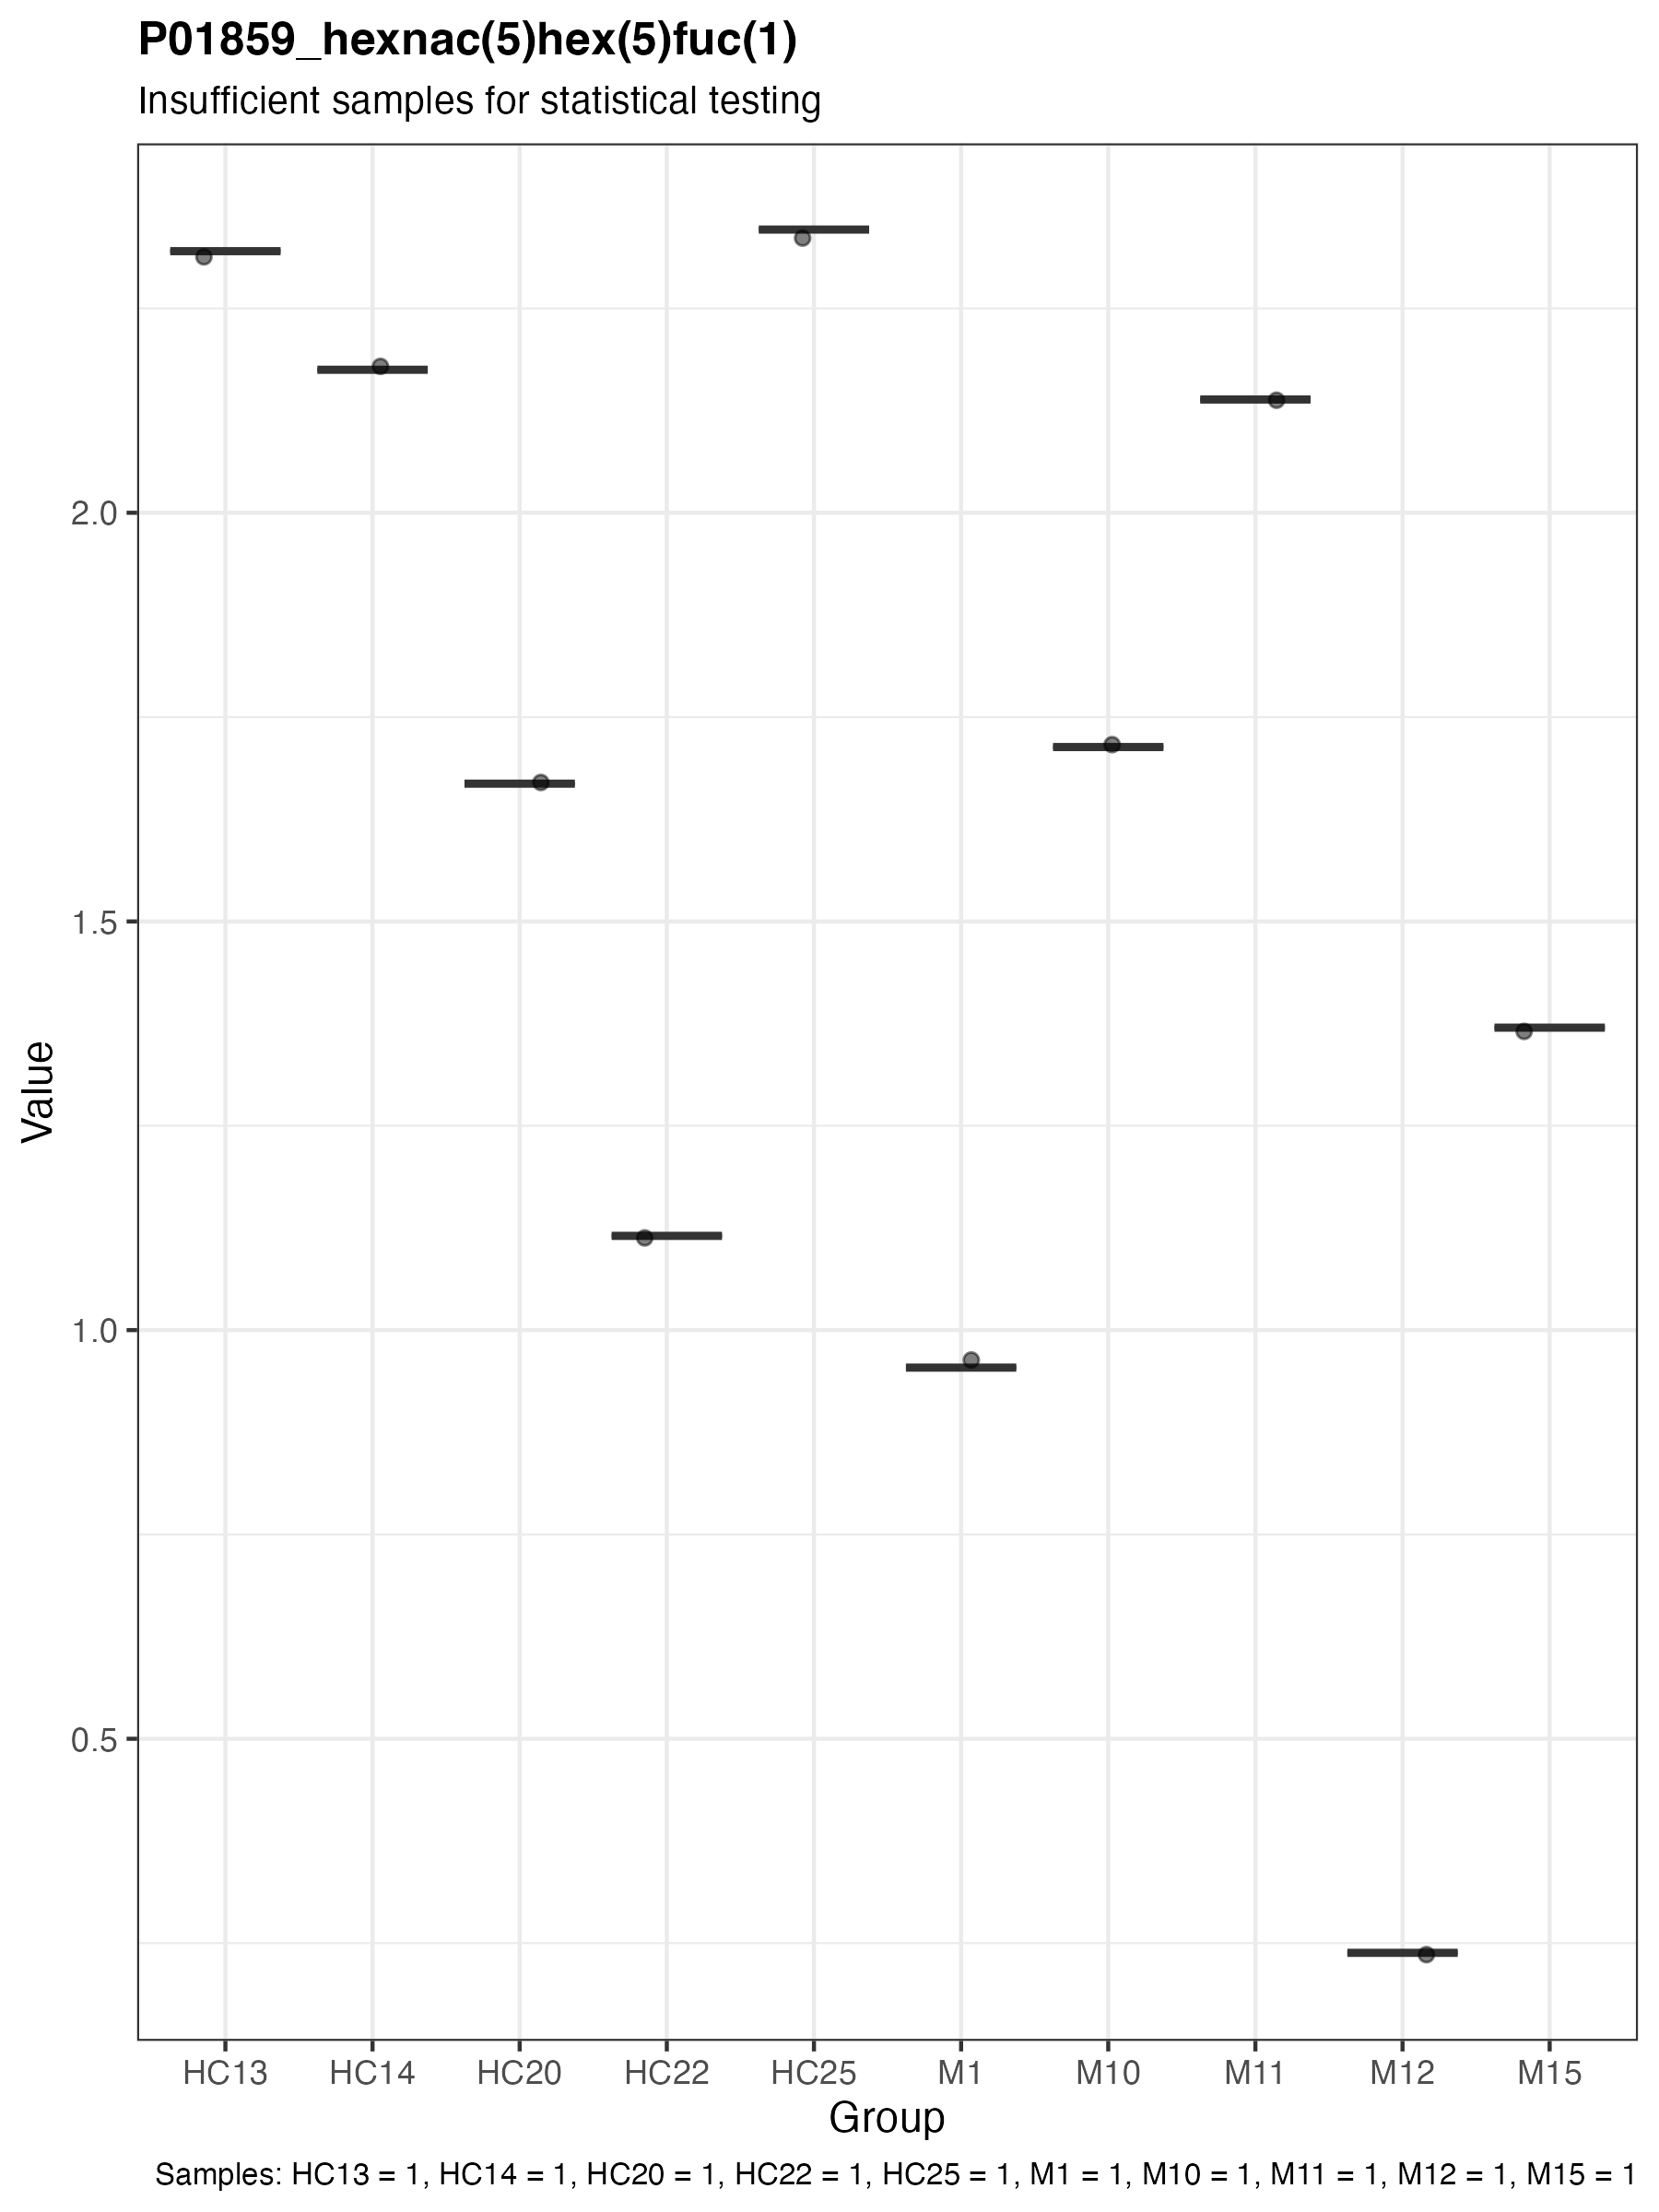 P01859_hexnac(5)hex(5)fuc(1)
Insufficient samples for statistical testing
2.0
1.5
1.0
0.5
Value
HC13 HC14 HC20 HC22 HC25 M1 M10 M11 M12 M15
Group
Samples: HC13 = 1, HC14 = 1, HC20 = 1, HC22 = 1, HC25 = 1, M1 = 1, M10 = 1, M11 = 1, M12 = 1, M15 = 1